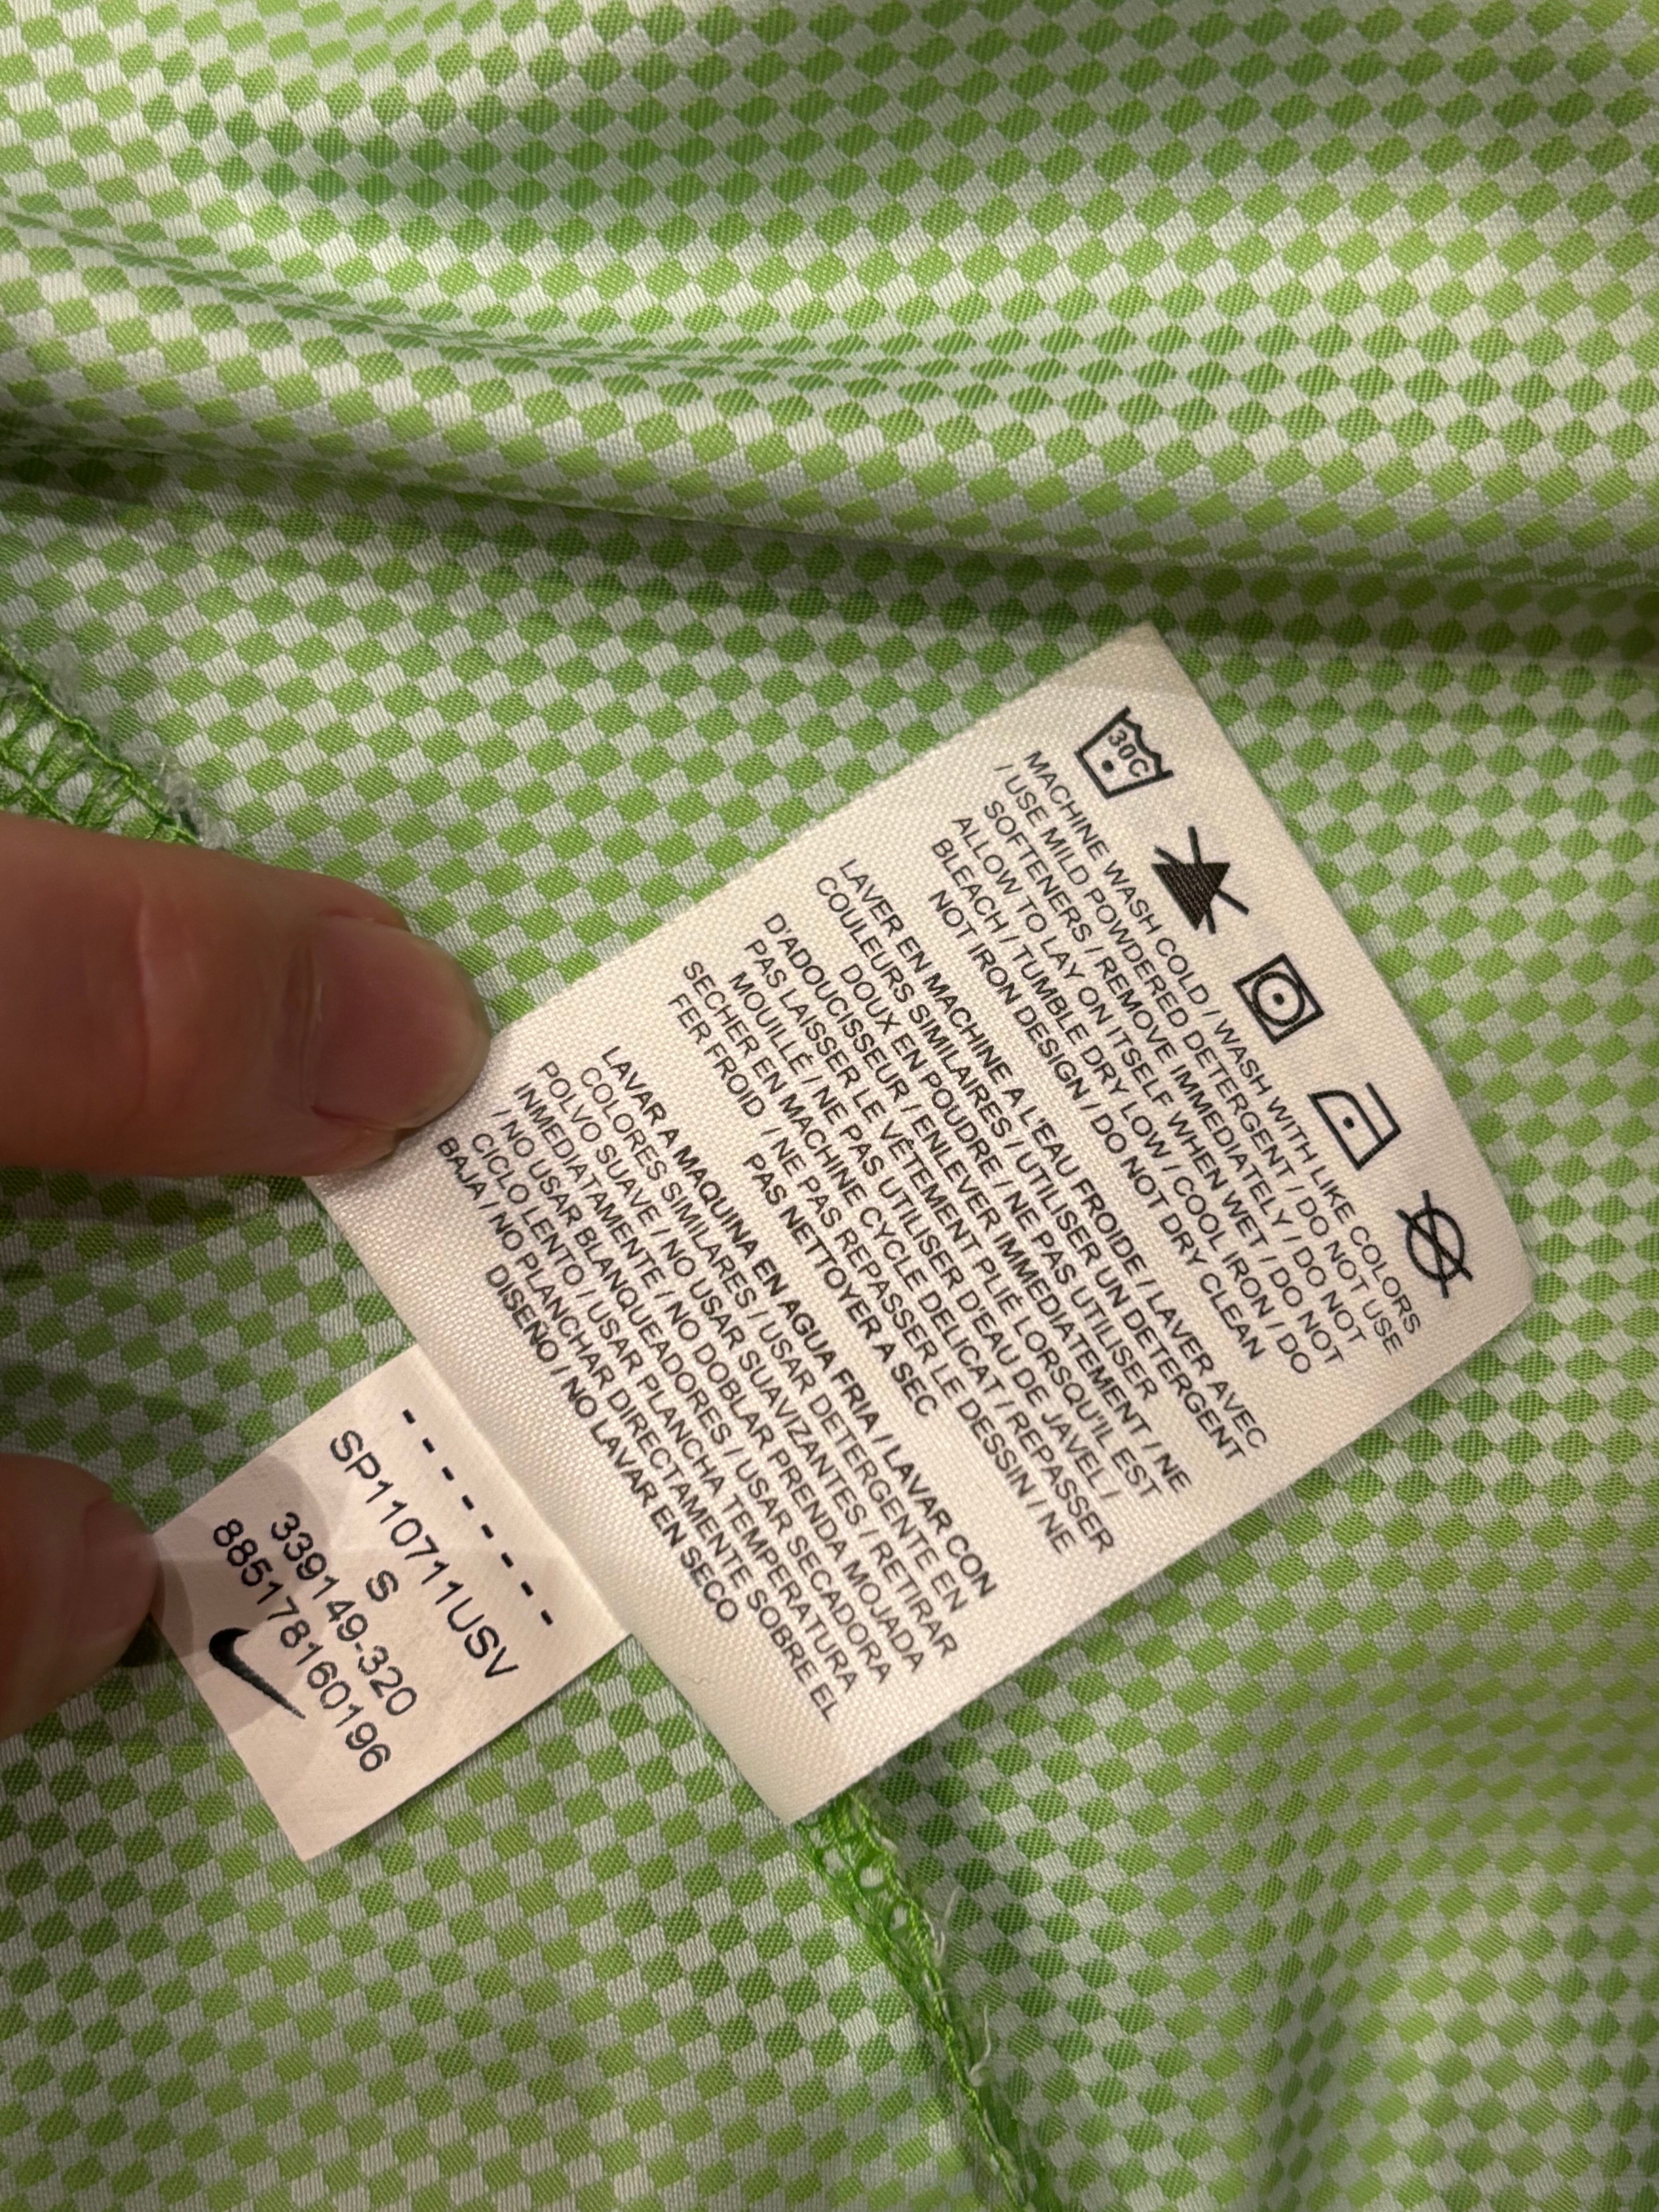 30C
MACHINE WASH COLD / WASH WITH LIKE COLORS
/ USE MILD POWDERED DETERGENT / DO NOT USE
SOFTENERS / REMOVE IMMEDIATELY / DO NOT
ALLOW TO LAY ON ITSELF WHEN WET / DO NOT
BLEACH / TUMBLE DRY LOW / COOL IRON / DO
NOT IRON DESIGN / DO NOT DRY CLEAN
LAVER EN MACHINE A L'EAU FROIDE / LAVER AVEC
COULEURS SIMILAIRES / UTILISER UN DETERGENT
DOUX EN POUDRE / NE PAS UTILISER
D'ADOUCISSEUR / ENLEVER IMMEDIATEMENT / NE
PAS LAISSER LE VÊTEMENT PLIÉ LORSQU'IL EST
MOUILLÉ / NE PAS UTILISER D'EAU DE JAVEL /
SECHER EN MACHINE CYCLE DELICAT / REPASSER
FER FROID / NE PAS REPASSER LE DESSIN / NE
PAS NETTOYER A SEC
LAVAR A MAQUINA EN AGUA FRIA / LAVAR CON
COLORES SIMILARES / USAR DETERGENTE EN
POLVO SUAVE / NO USAR SUAVIZANTES / RETIRAR
INMEDIATAMENTE / NO DOBLAR PRENDA MOJADA
/ NO USAR BLANQUEADORES / USAR SECADORA
CICLO LENTO / USAR PLANCHA TEMPERATURA
BAJA / NO PLANCHAR DIRECTAMENTE SOBRE EL
DISENO / NO LAVAR EN SECO
SP110711USV
S
339149-320
885178160196